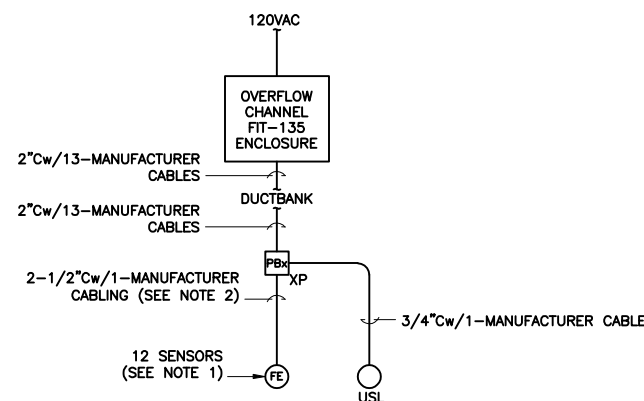 120VAC
OVERFLOW
CHANNEL
FIT-135
ENCLOSURE
2"Cw/13-MANUFACTURER
CABLES
DUCTBANK
2"Cw/13-MANUFACTURER
CABLES
PBx
XP
2-1/2"Cw/1-MANUFACTURER
CABLING (SEE NOTE 2)
3/4"Cw/1-MANUFACTURER CABLE
12 SENSORS
(SEE NOTE 1)
FE
USL